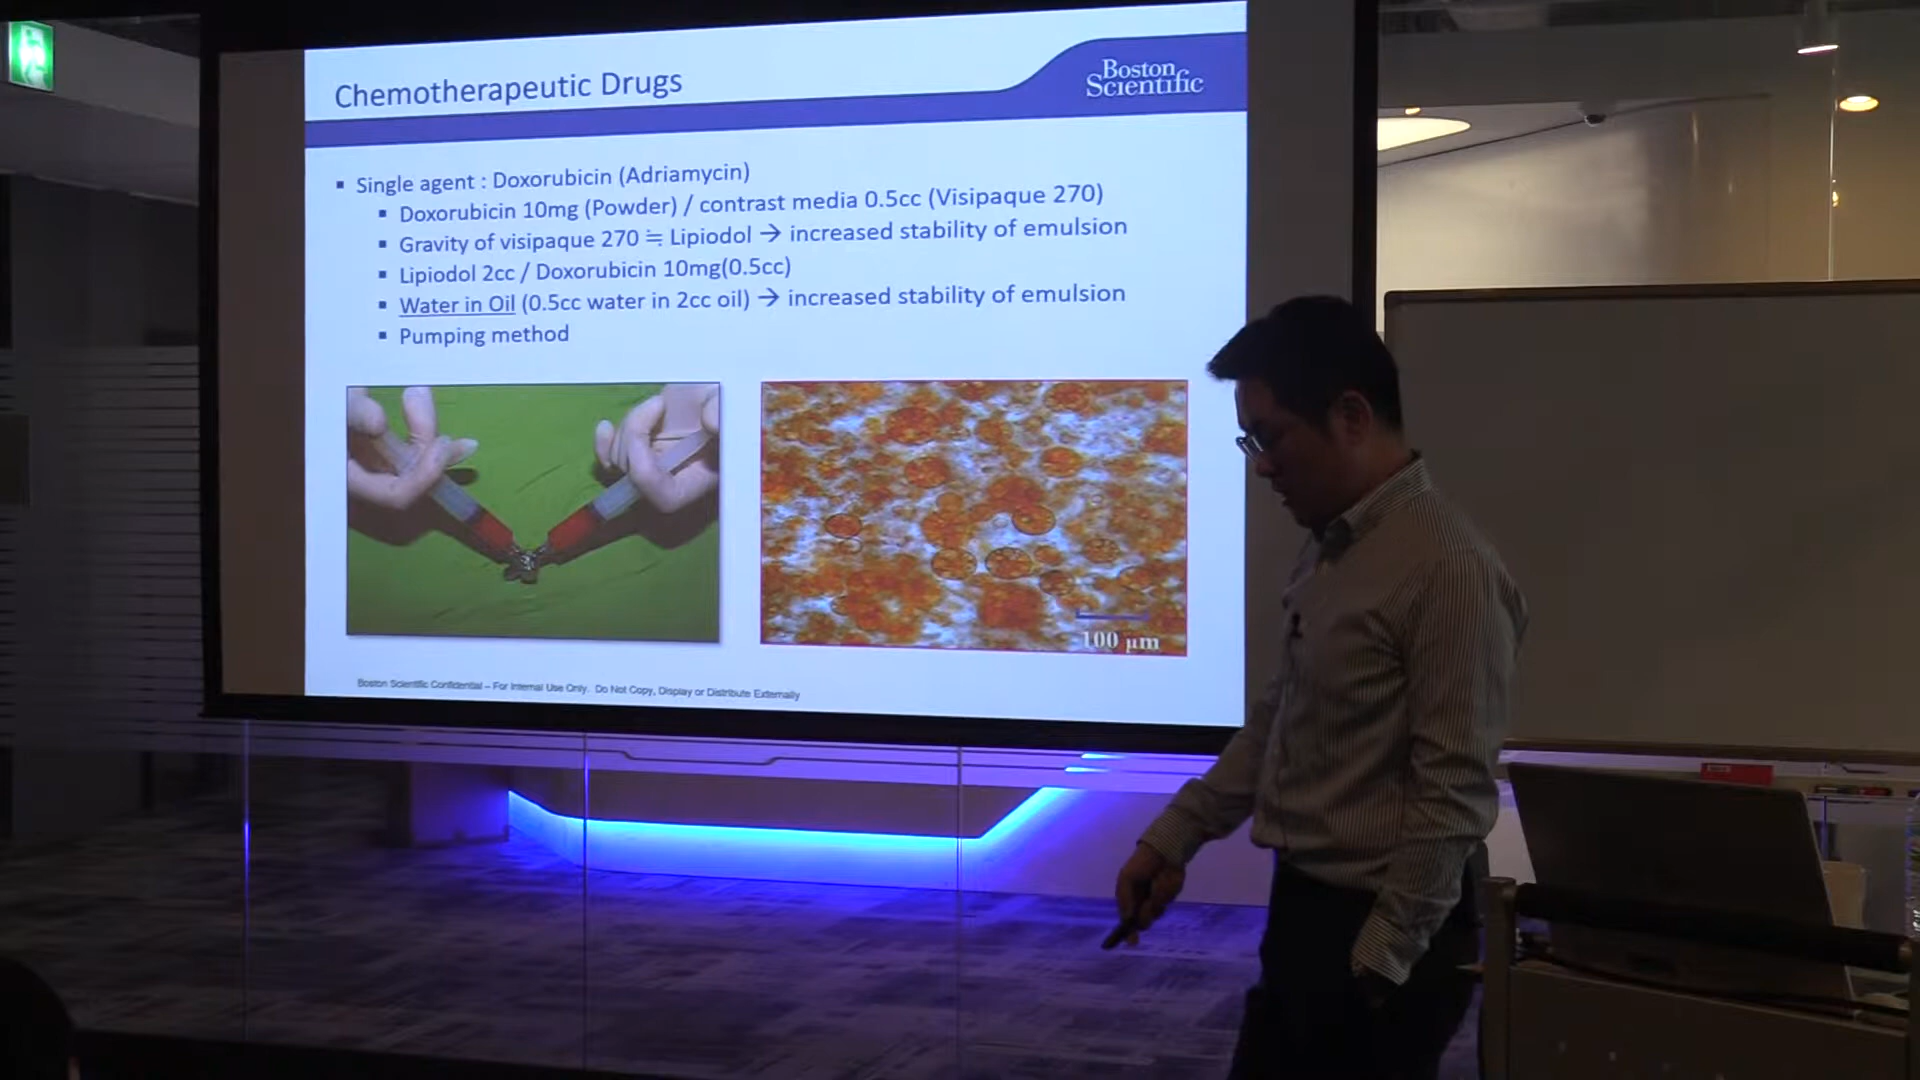 Chemotherapeutic Drugs
Boston
Scientific
▪ Single agent : Doxorubicin (Adriamycin)
▪ Doxorubicin 10mg (Powder) / contrast media 0.5cc (Visipaque 270)
▪ Gravity of visipaque 270 ≒ Lipiodol → increased stability of emulsion
▪ Lipiodol 2cc / Doxorubicin 10mg(0.5cc)
▪ Water in Oil (0.5cc water in 2cc oil) → increased stability of emulsion
▪ Pumping method
100 μm
Boston Scientific Confidential – For Internal Use Only. Do Not Copy, Display or Distribute Externally